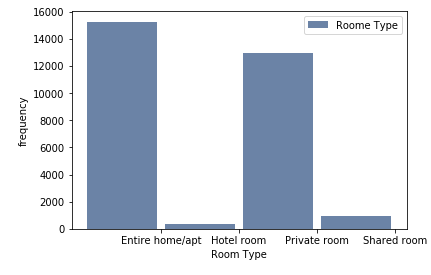 16000
14000
12000
10000
8000
6000
4000
2000
0
frequency
Roome Type
Entire home/apt Hotel room Private room Shared room
Room Type